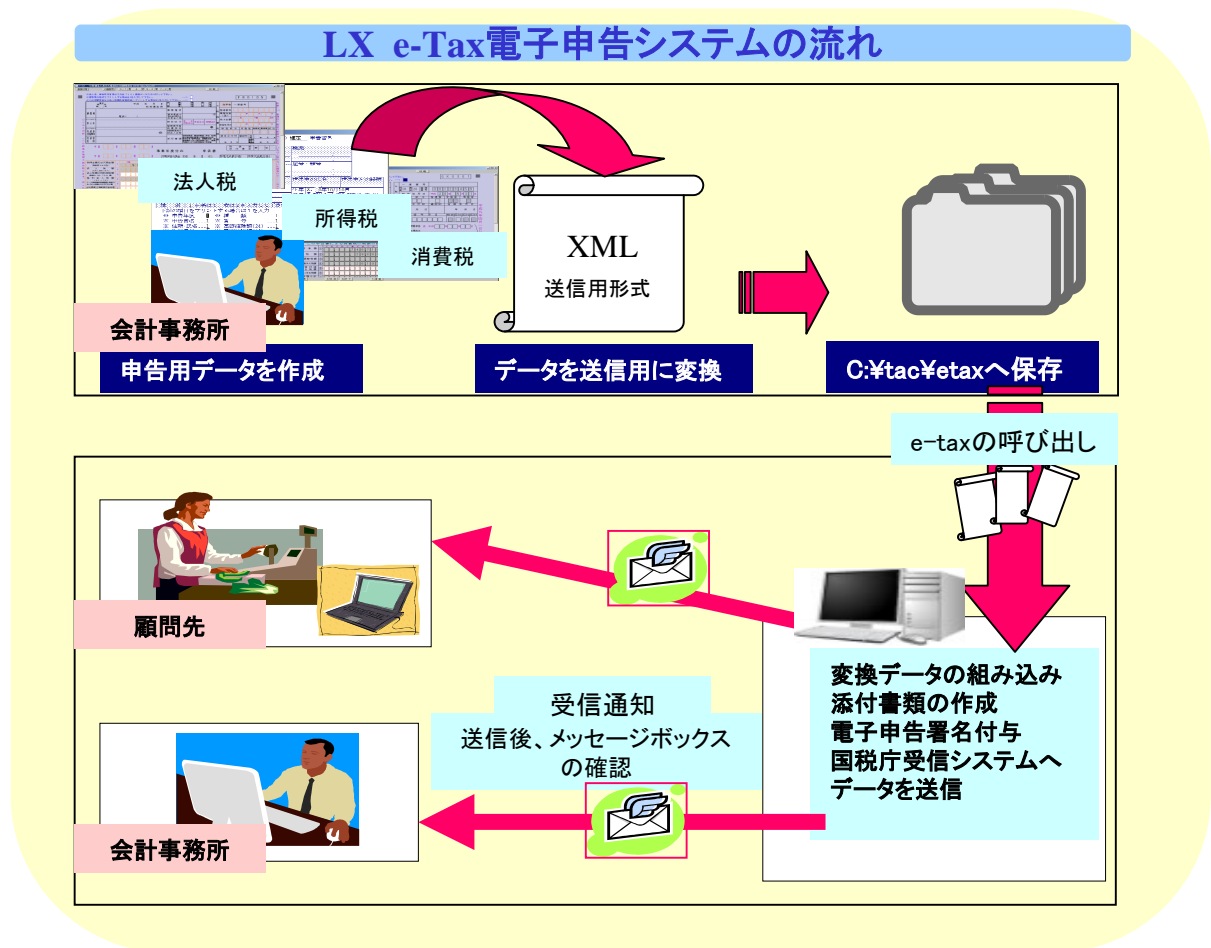 LX e-Tax電子申告システムの流れ
法人税
所得税
消費税
XML
送信用形式
会計事務所
申告用データを作成
データを送信用に変換
C:¥tac¥etaxへ保存
e-taxの呼び出し
顧問先
変換データの組み込み
添付書類の作成
電子申告署名付与
国税庁受信システムへ
データを送信
受信通知
送信後、メッセージボックス
の確認
会計事務所